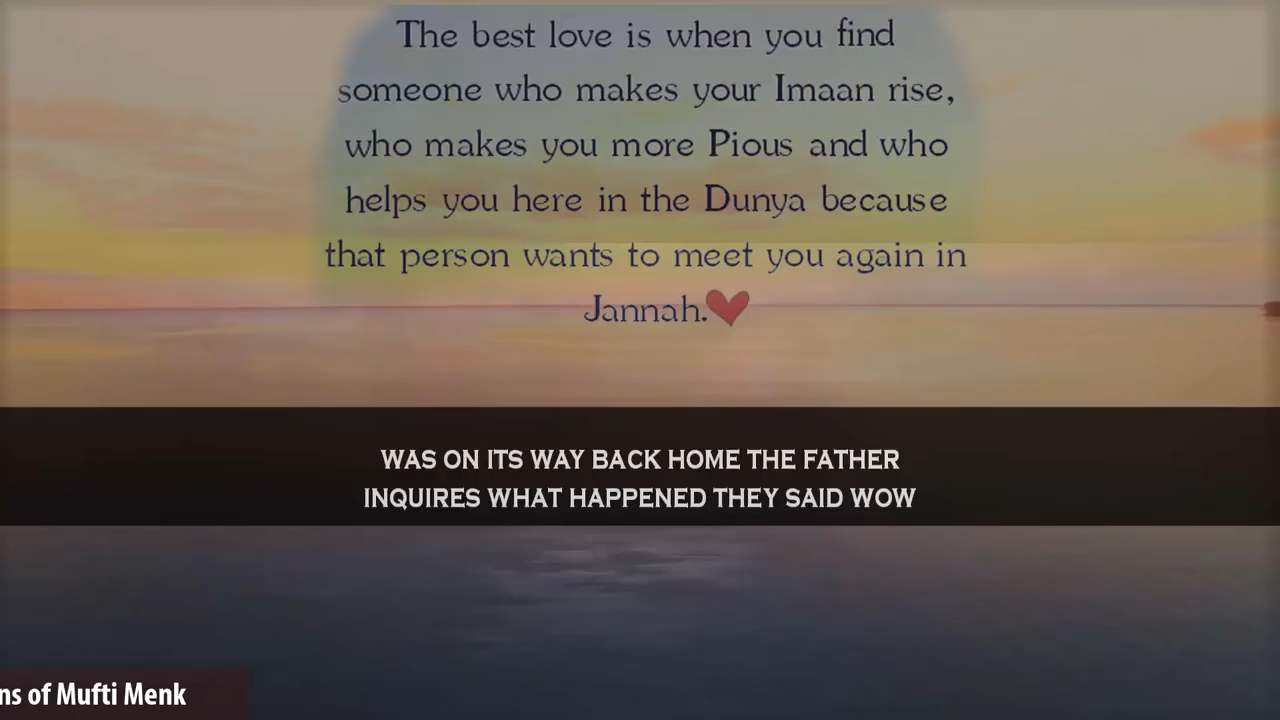 The best love is when you find
someone who makes your Imaan rise,
who makes you more Pious and who
helps you here in the Dunya because
that person wants to meet you again in
Jannah.❤
WAS ON ITS WAY BACK HOME THE FATHER
INQUIRES WHAT HAPPENED THEY SAID WOW
ns of Mufti Menk